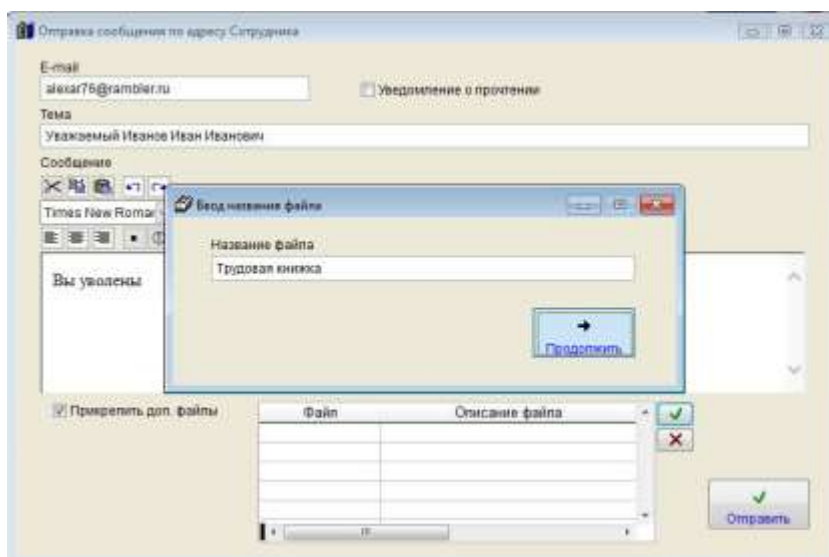 Отправка сообщения по адресу Сотрудника
E-mail
alexar76@rambler.ru
Уведомление о прочтении
Тема
Уважаемый Иванов Иван Иванович
Сообщение
Times New Roman
Ввод названия файла
Название файла
Трудовая книжка
Продолжить
Вы уволены
Прикрепить доп. файлы
Файл
Описание файла
Отправить